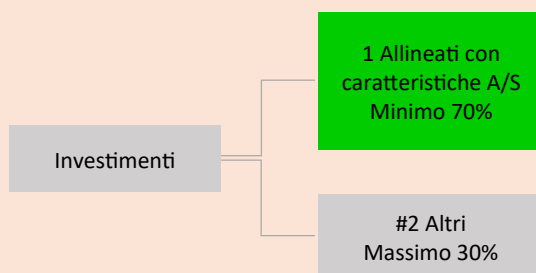 1 Allineati con
caratteristiche A/S
Minimo 70%
Investimenti
#2 Altri
Massimo 30%